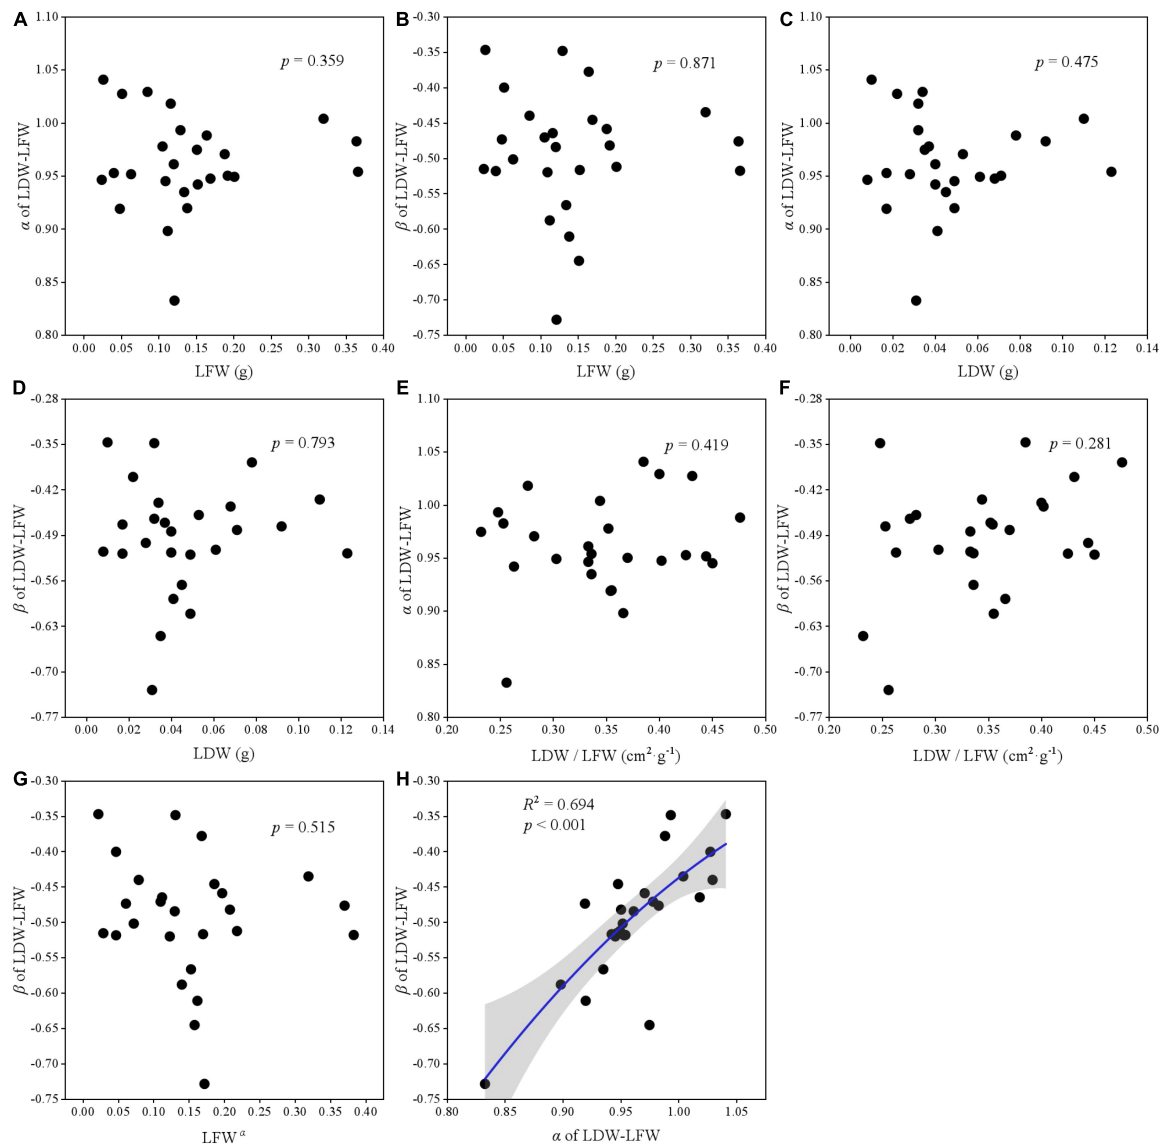 A
1.10
1.05
1.00
0.95
0.90
0.85
0.80
α of LDW-LFW
p = 0.359
0.00 0.05 0.10 0.15 0.20 0.25 0.30 0.35 0.40
LFW (g)
B
-0.30
-0.35
-0.40
-0.45
-0.50
-0.55
-0.60
-0.65
-0.70
-0.75
β of LDW-LFW
p = 0.871
0.00 0.05 0.10 0.15 0.20 0.25 0.30 0.35 0.40
LFW (g)
C
1.10
1.05
1.00
0.95
0.90
0.85
0.80
α of LDW-LFW
p = 0.475
0.00 0.02 0.04 0.06 0.08 0.10 0.12 0.14
LDW (g)
D
-0.28
-0.35
-0.42
-0.49
-0.56
-0.63
-0.70
-0.77
β of LDW-LFW
p = 0.793
0.00 0.02 0.04 0.06 0.08 0.10 0.12 0.14
LDW (g)
E
1.10
1.05
1.00
0.95
0.90
0.85
0.80
α of LDW-LFW
p = 0.419
0.20 0.25 0.30 0.35 0.40 0.45 0.50
LDW / LFW (cm²·g⁻¹)
F
-0.28
-0.35
-0.42
-0.49
-0.56
-0.63
-0.70
-0.77
β of LDW-LFW
p = 0.281
0.20 0.25 0.30 0.35 0.40 0.45 0.50
LDW / LFW (cm²·g⁻¹)
G
-0.30
-0.35
-0.40
-0.45
-0.50
-0.55
-0.60
-0.65
-0.70
-0.75
β of LDW-LFW
p = 0.515
0.00 0.05 0.10 0.15 0.20 0.25 0.30 0.35 0.40
LFW ᵅ
H
-0.30
-0.35
-0.40
-0.45
-0.50
-0.55
-0.60
-0.65
-0.70
-0.75
β of LDW-LFW
R² = 0.694
p < 0.001
0.80 0.85 0.90 0.95 1.00 1.05
α of LDW-LFW